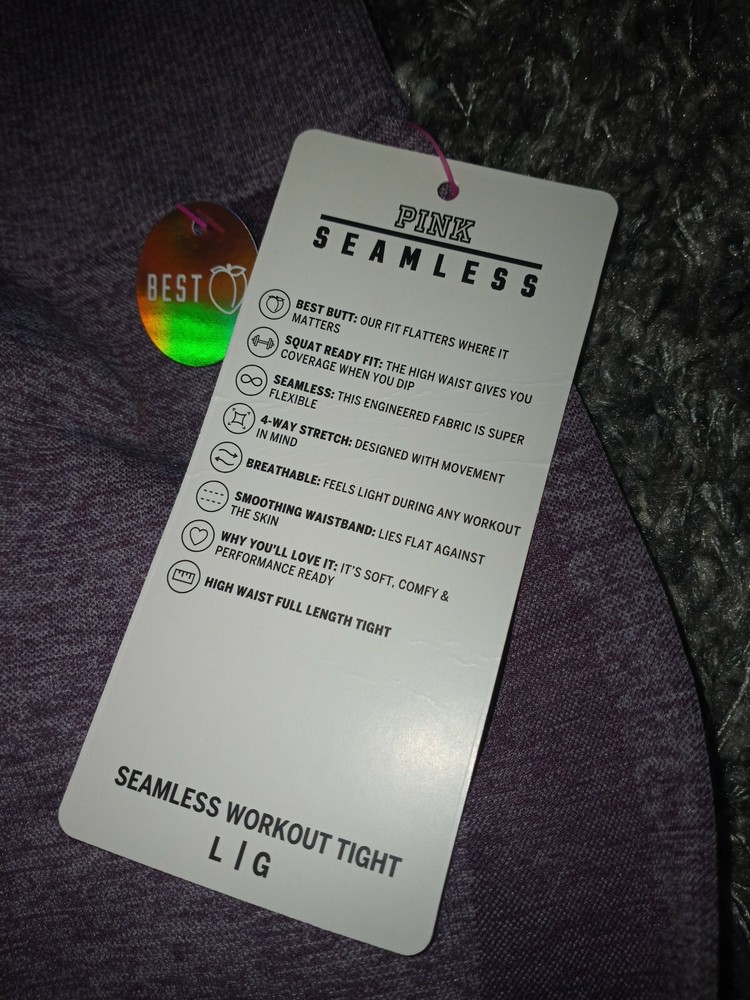 PINK
SEAMLESS
BEST
BEST BUTT: OUR FIT FLATTERS WHERE IT
MATTERS
SQUAT READY FIT: THE HIGH WAIST GIVES YOU
COVERAGE WHEN YOU DIP
SEAMLESS: THIS ENGINEERED FABRIC IS SUPER
FLEXIBLE
4-WAY STRETCH: DESIGNED WITH MOVEMENT
IN MIND
BREATHABLE: FEELS LIGHT DURING ANY WORKOUT
SMOOTHING WAISTBAND: LIES FLAT AGAINST
THE SKIN
WHY YOU'LL LOVE IT: IT'S SOFT, COMFY &
PERFORMANCE READY
HIGH WAIST FULL LENGTH TIGHT
SEAMLESS WORKOUT TIGHT
L | G